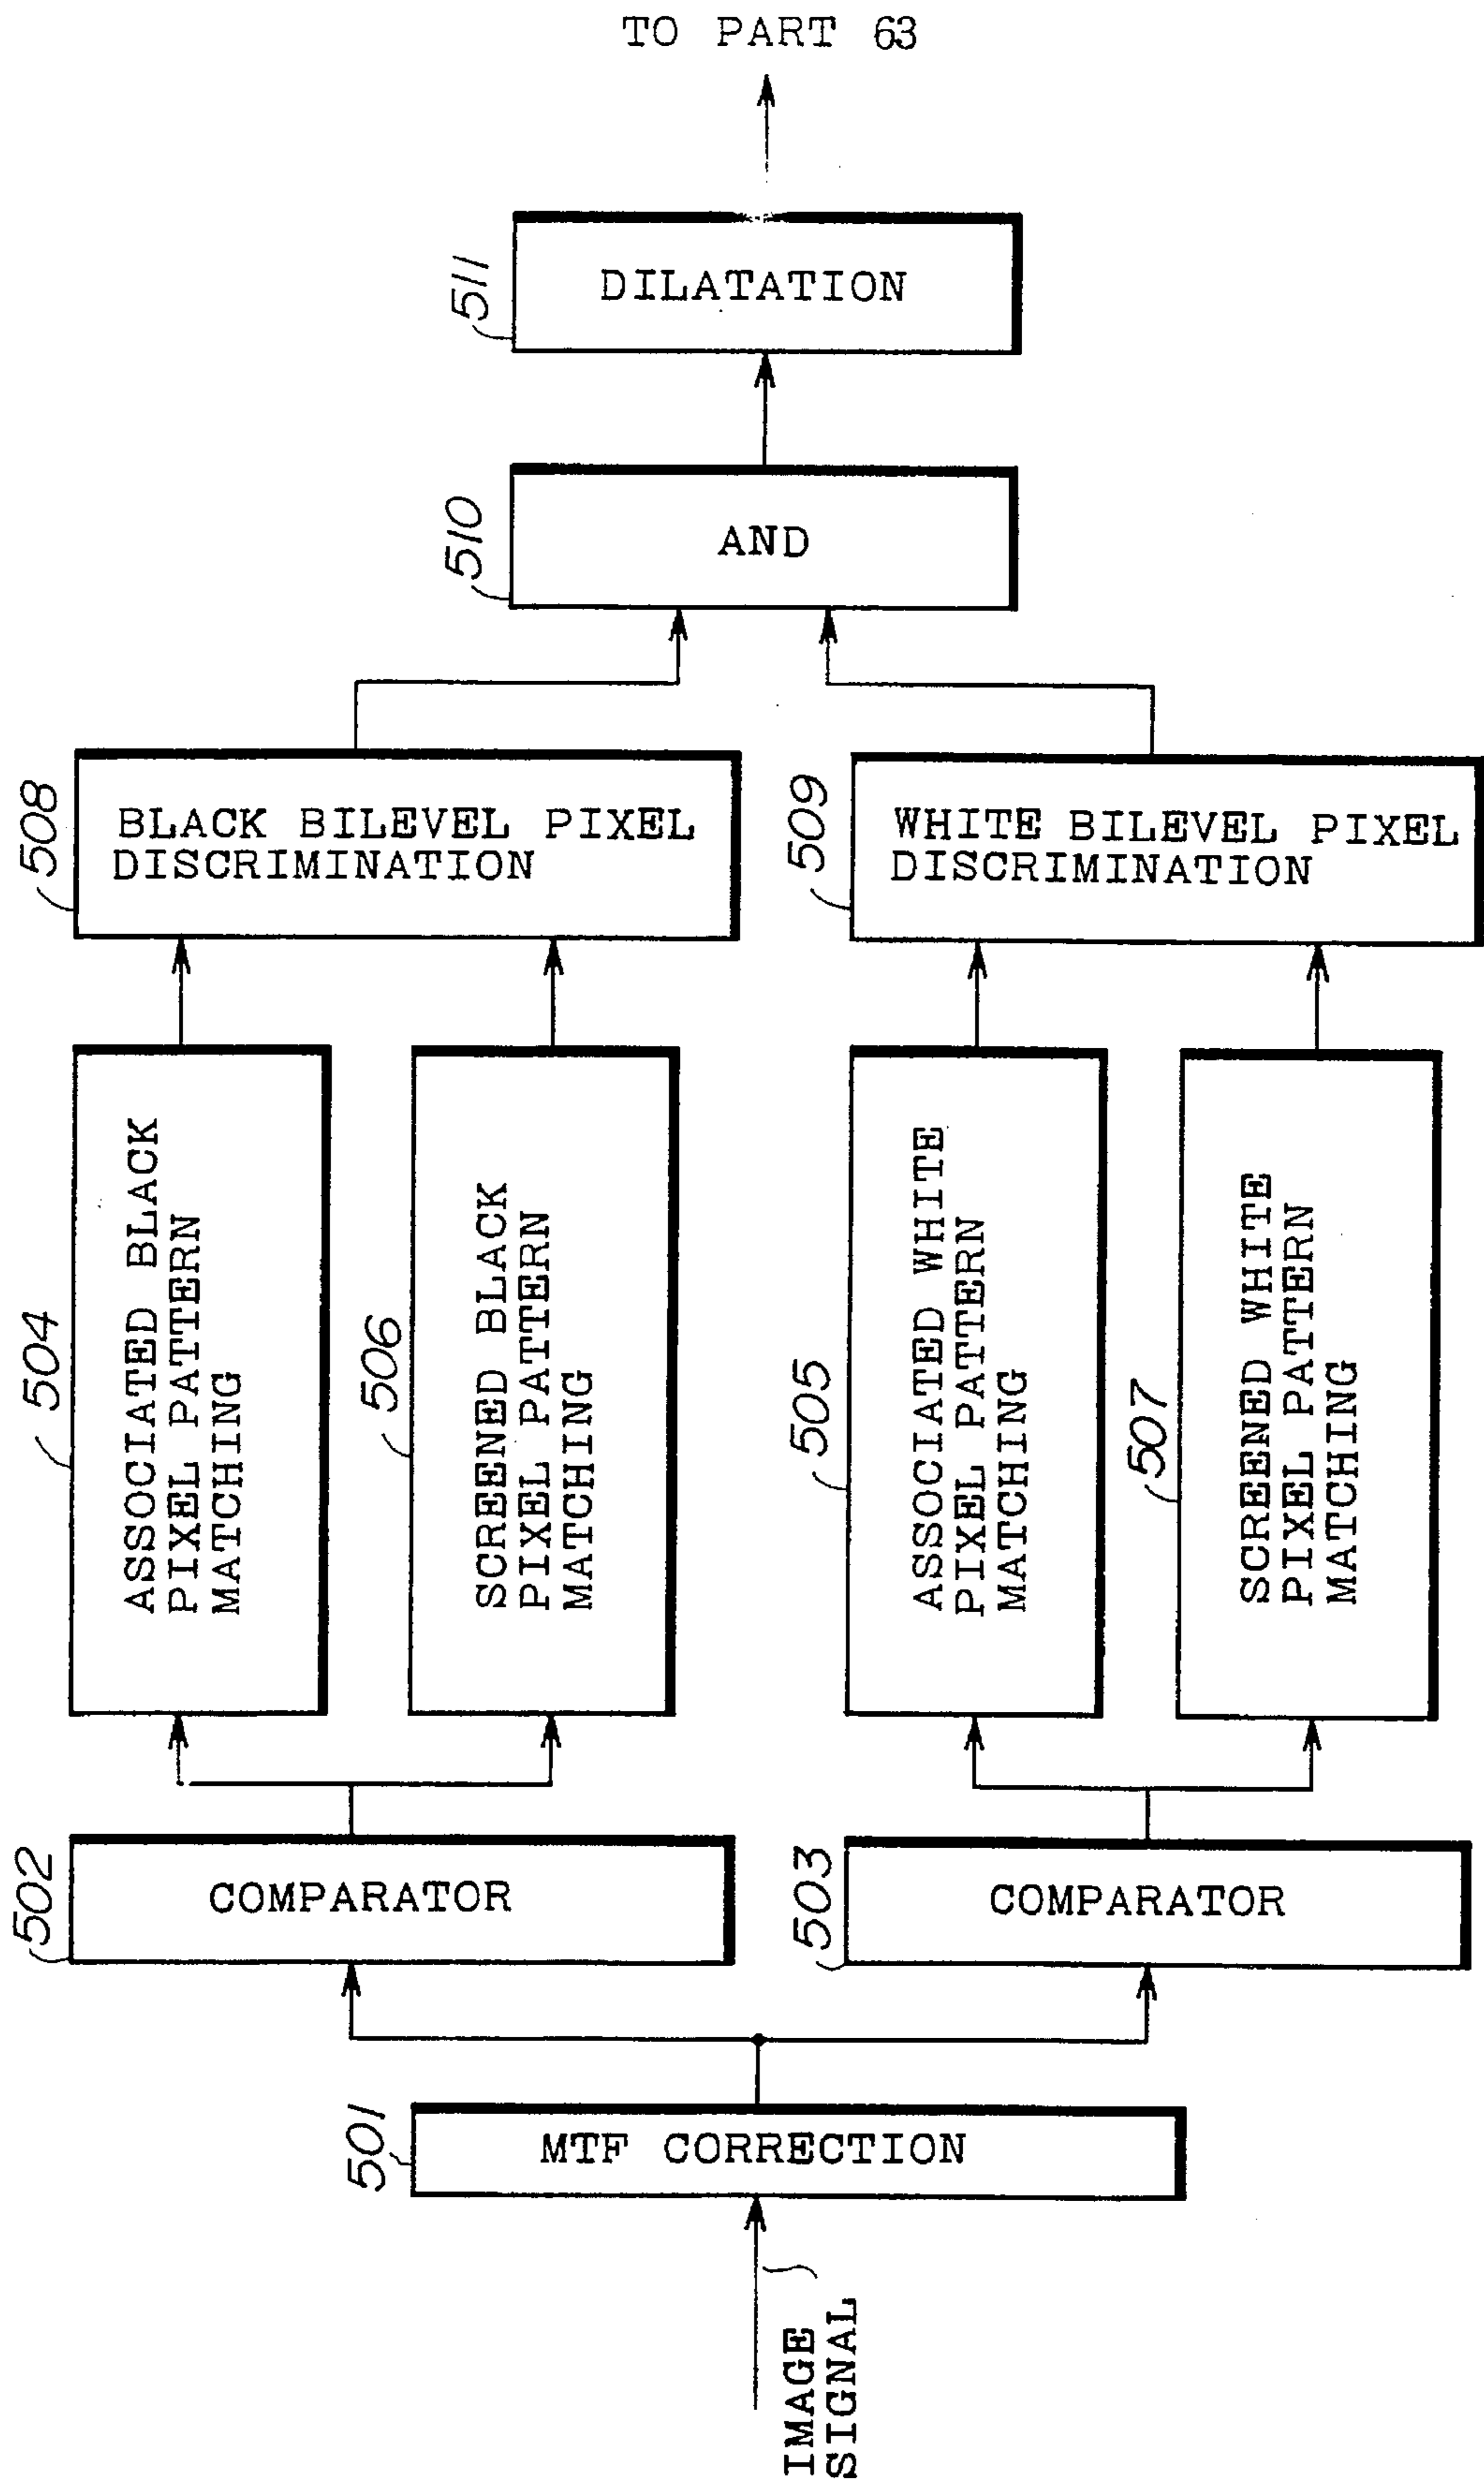 TO PART 63
511
DILATATION
510
AND
508
BLACK BILEVEL PIXEL
DISCRIMINATION
509
WHITE BILEVEL PIXEL
DISCRIMINATION
504
ASSOCIATED BLACK
PIXEL PATTERN
MATCHING
506
SCREENED BLACK
PIXEL PATTERN
MATCHING
505
ASSOCIATED WHITE
PIXEL PATTERN
MATCHING
507
SCREENED WHITE
PIXEL PATTERN
MATCHING
502
COMPARATOR
503
COMPARATOR
501
MTF CORRECTION
IMAGE
SIGNAL